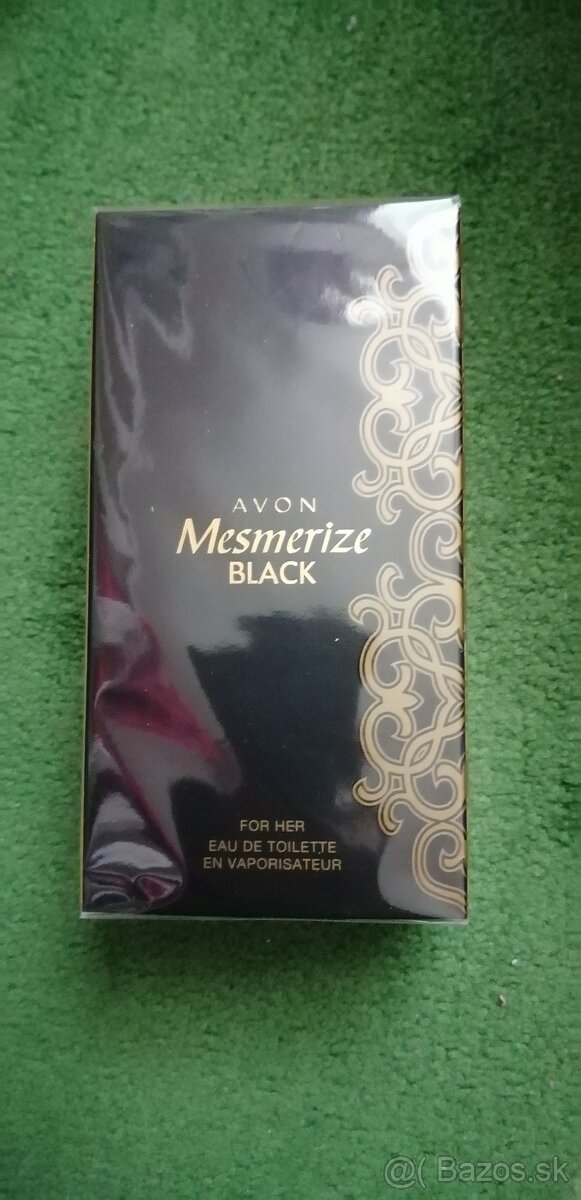 AVON
Mesmerize
BLACK
FOR HER
EAU DE TOILETTE
EN VAPORISATEUR
@( Bazos.sk